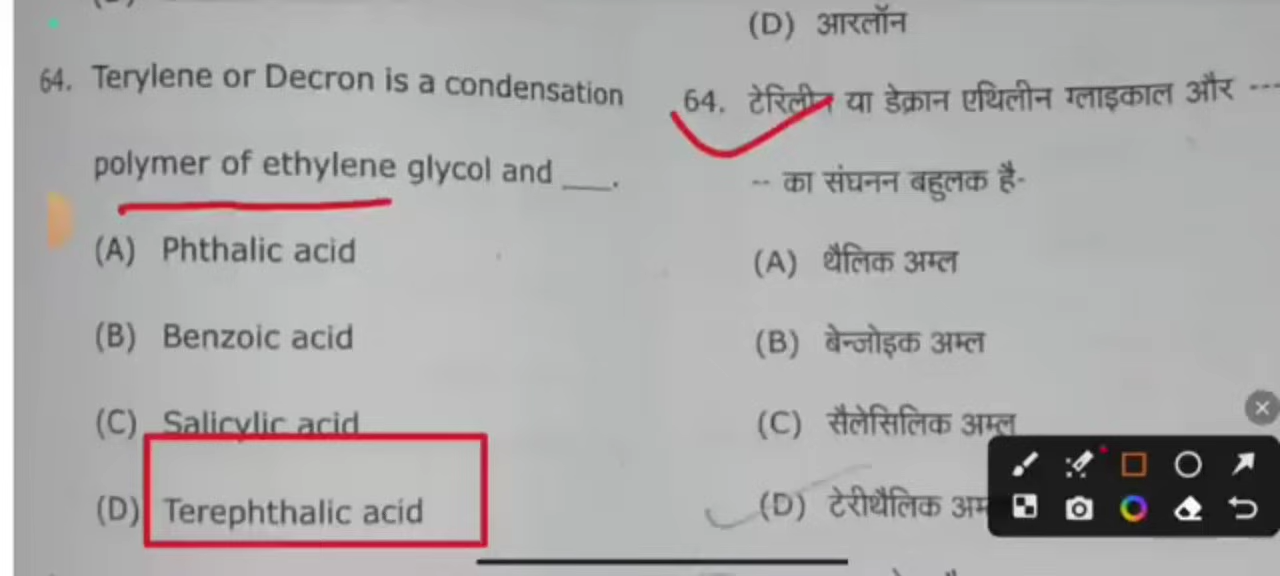 64. Terylene or Decron is a condensation
polymer of ethylene glycol and ___.
(A) Phthalic acid
(B) Benzoic acid
(C) Salicylic acid
(D) Terephthalic acid
(D) आरलॉन
64. टेरिलीन या डेक्रान एथिलीन ग्लाइकाल और ---
-- का संघनन बहुलक है-
(A) थैलिक अम्ल
(B) बेन्जोइक अम्ल
(C) सैलेसिलिक अम्ल
(D) टेरीथैलिक